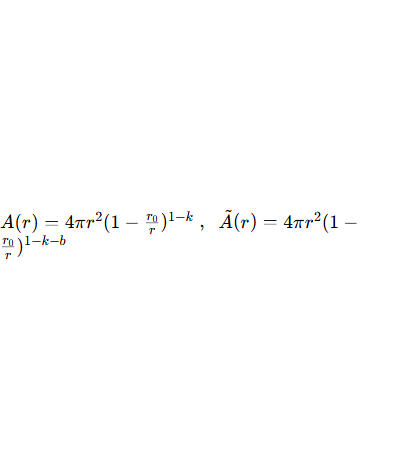 A(r) = 4πr²(1 − r₀/r)^{1−k} , Ã(r) = 4πr²(1 −
r₀/r)^{1−k−b}